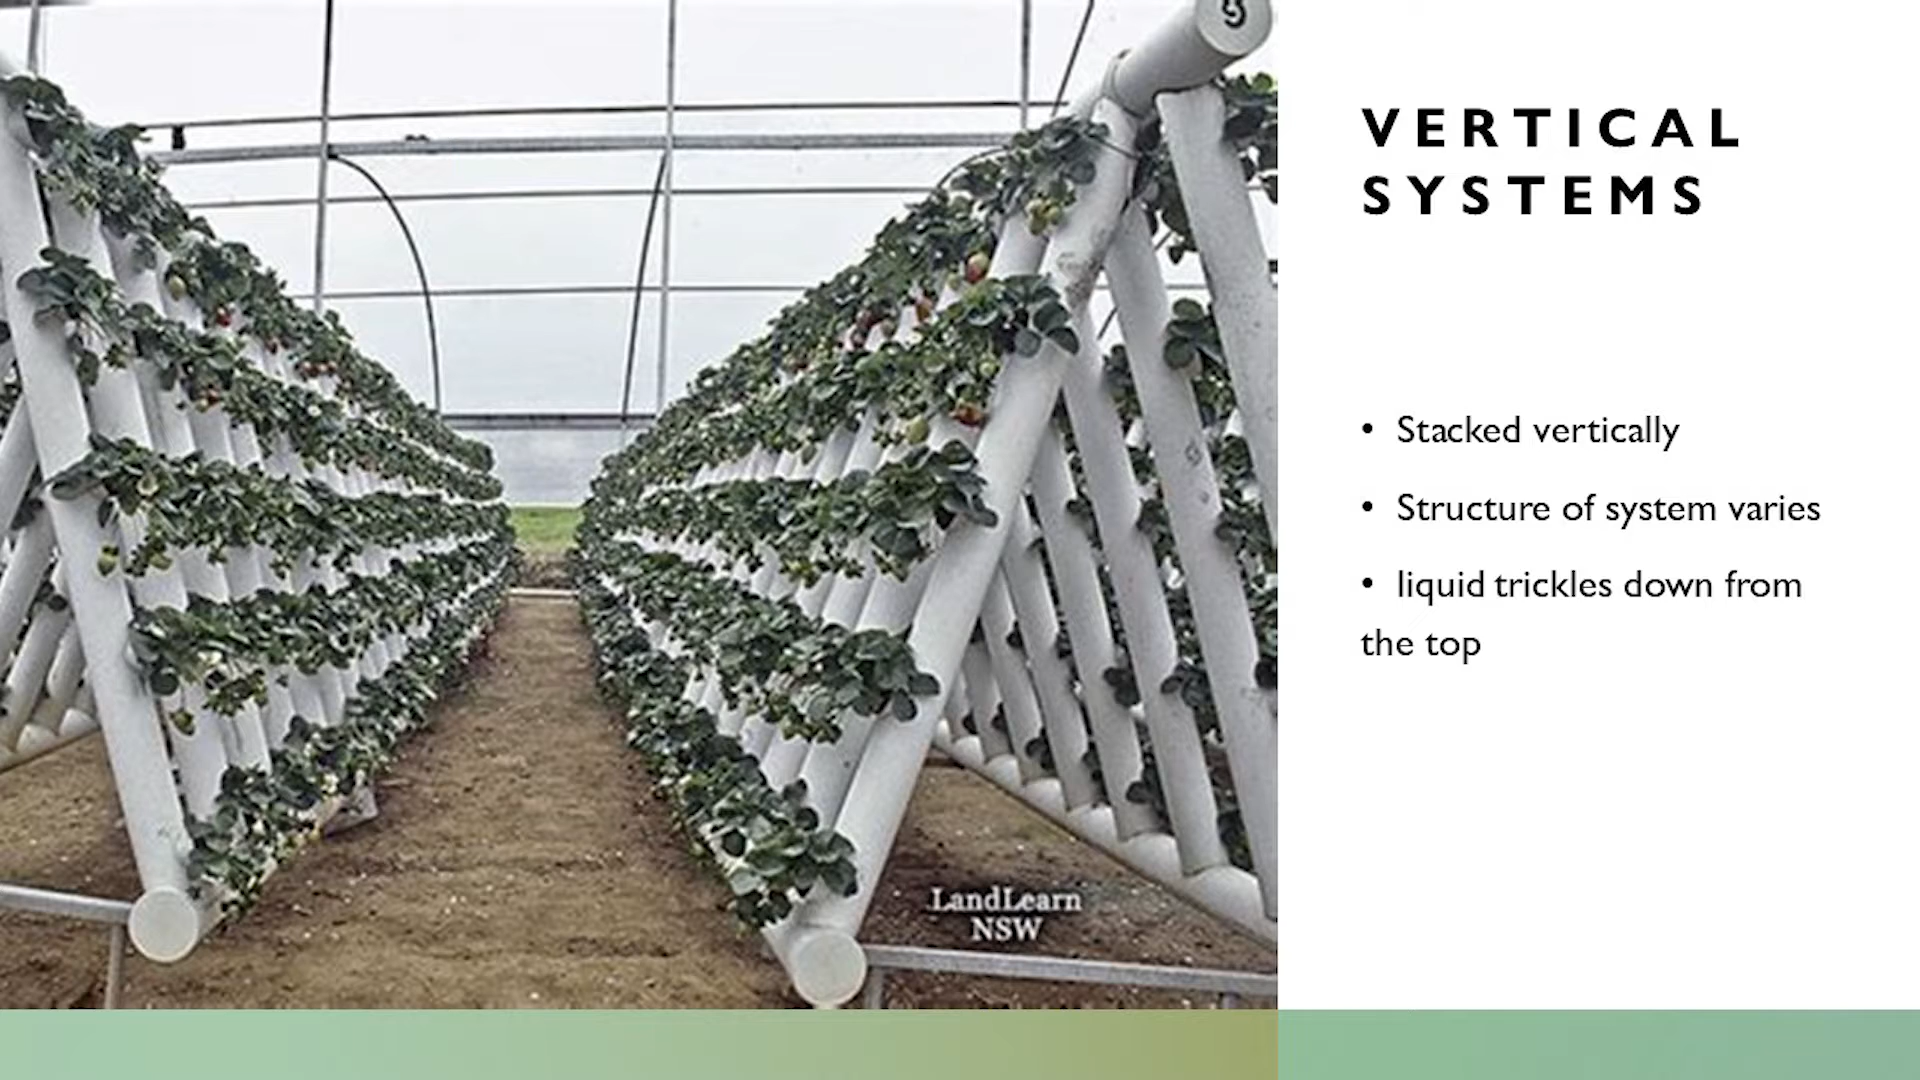 VERTICAL
SYSTEMS
• Stacked vertically
• Structure of system varies
• liquid trickles down from
the top
LandLearn
NSW